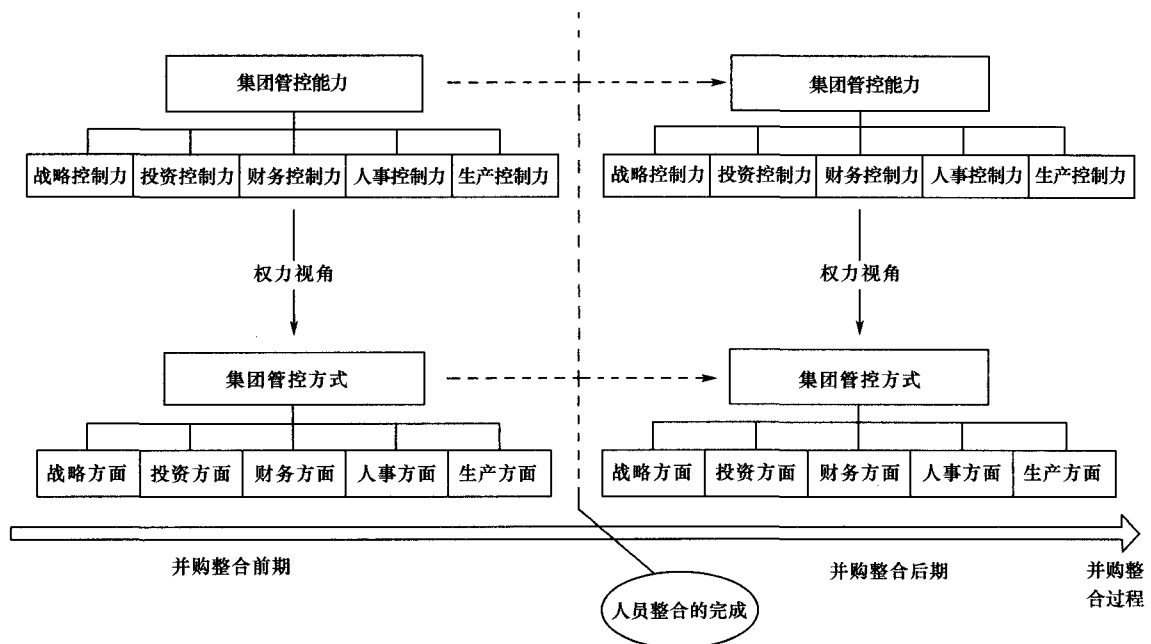 集团管控能力
集团管控能力
战略控制力 投资控制力 财务控制力 人事控制力 生产控制力
战略控制力 投资控制力 财务控制力 人事控制力 生产控制力
权力视角
权力视角
集团管控方式
集团管控方式
战略方面 投资方面 财务方面 人事方面 生产方面
战略方面 投资方面 财务方面 人事方面 生产方面
并购整合前期
并购整合后期
并购整
合过程
人员整合的完成